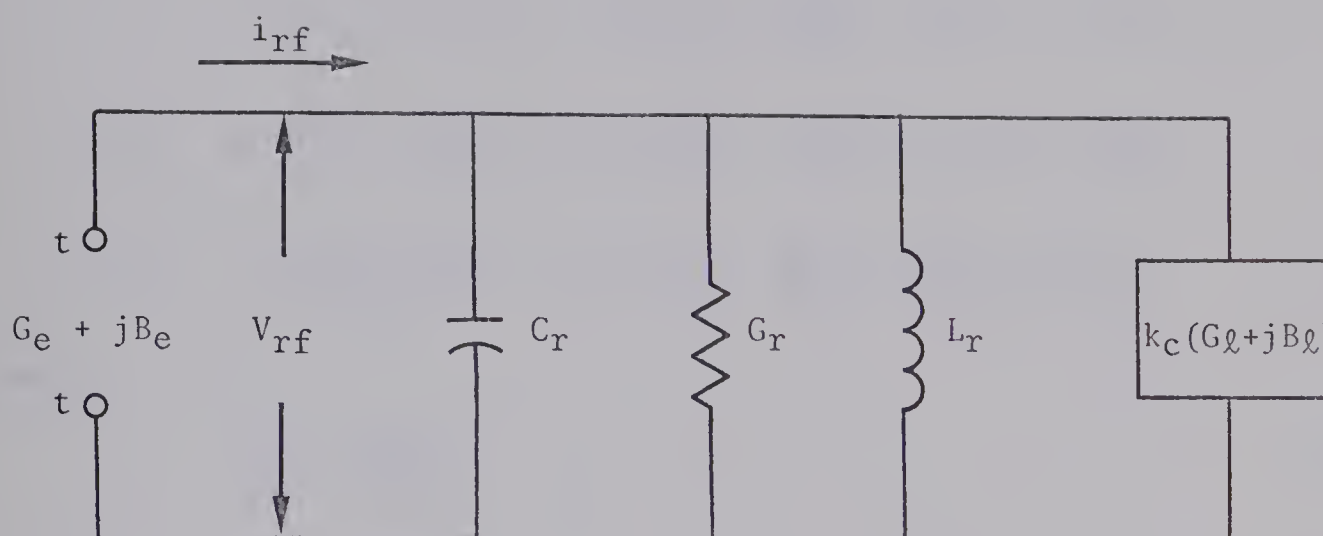 i_rf
t
G_e + jB_e
V_rf
C_r
G_r
L_r
k_c(G_ℓ+jB_ℓ
t